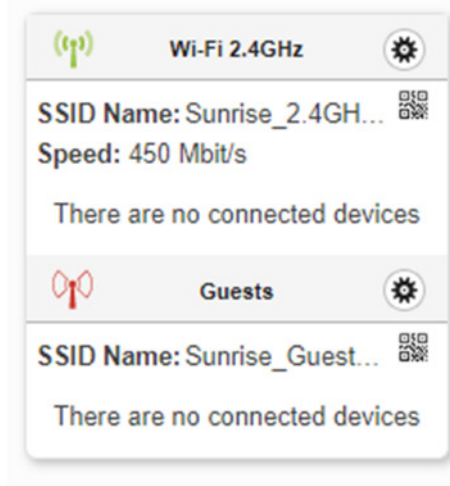 Wi-Fi 2.4GHz
SSID Name: Sunrise_2.4GH...
Speed: 450 Mbit/s
There are no connected devices
Guests
SSID Name: Sunrise_Guest...
There are no connected devices